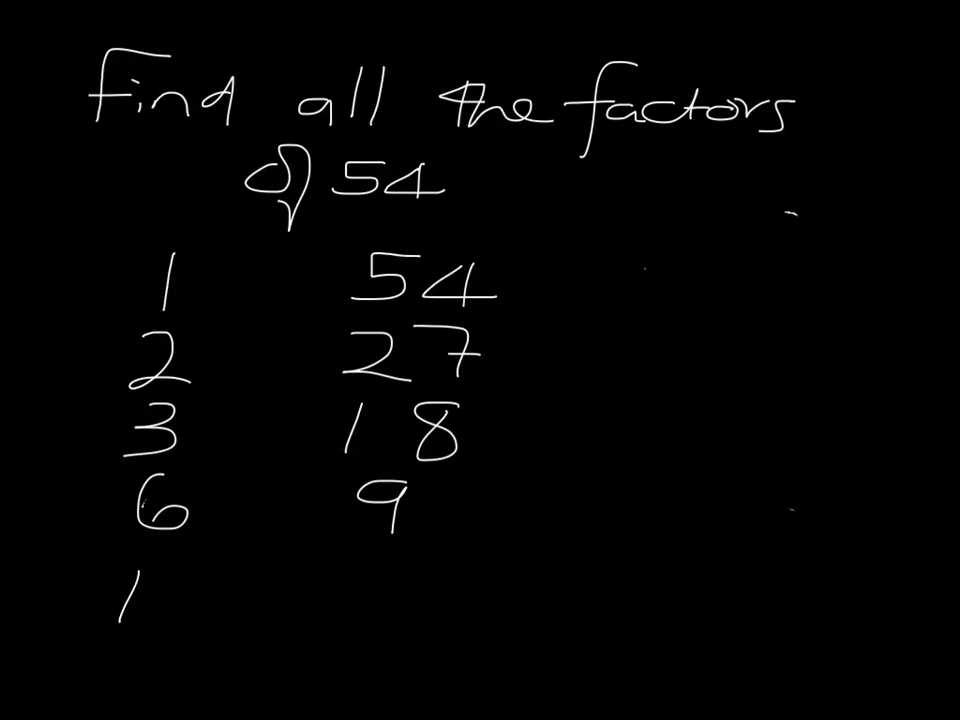 Find all the factors
of 54
1 54
2 27
3 18
6 9
1